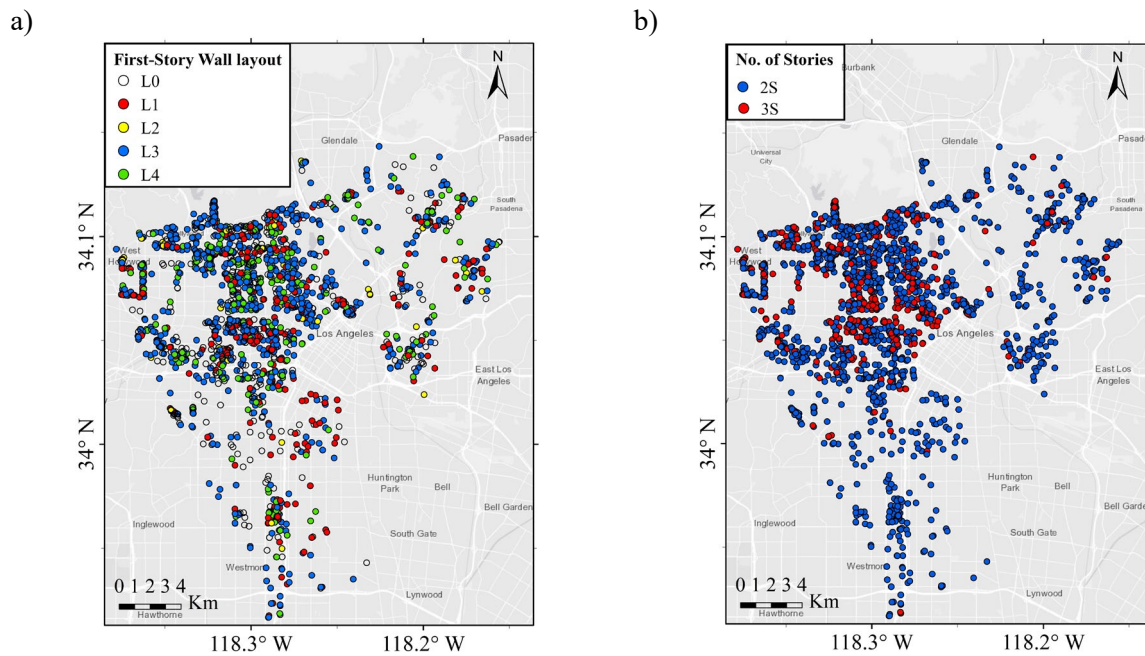 a)
First-Story Wall layout
L0
L1
L2
L3
L4
N
Glendale
Pasaden
South
Pasadena
West
Hollywood
Los Angeles
East Los
Angeles
Huntington
Park
Bell
Bell Garden
Inglewood
South Gate
Westmon
Lynwood
0 1 2 3 4
Km
Hawthorne
34.1° N
34° N
118.3° W
118.2° W
b)
No. of Stories
2S
3S
N
Burbank
Universal
City
Glendale
Pasade
South
Pasadena
West
Hollywood
Los Angeles
East Los
Angeles
Huntington
Park
Bell
Bell Garde
Inglewood
South Gate
Westmon
Lynwood
0 1 2 3 4
Km
Hawthorne
34.1° N
34° N
118.3° W
118.2° W